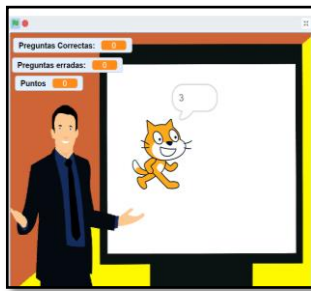 Preguntas Correctas: 0
Preguntas erradas: 0
Puntos 0
3